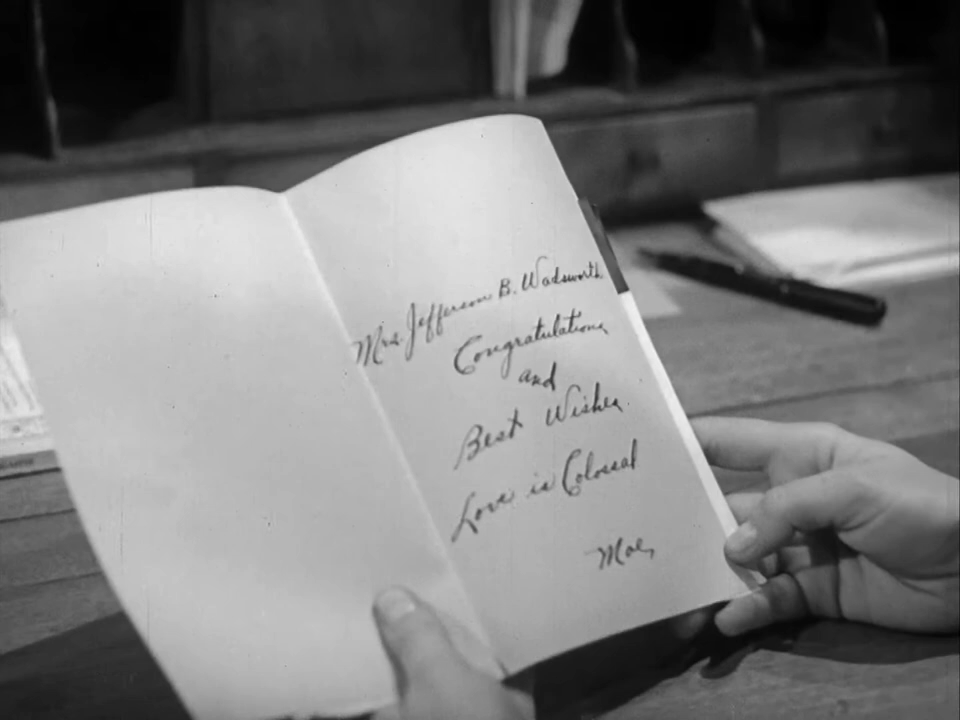 Mrs. Jefferson B. Wadsworth
Congratulations
and
Best Wishes.
Love is Colossal
Moe,